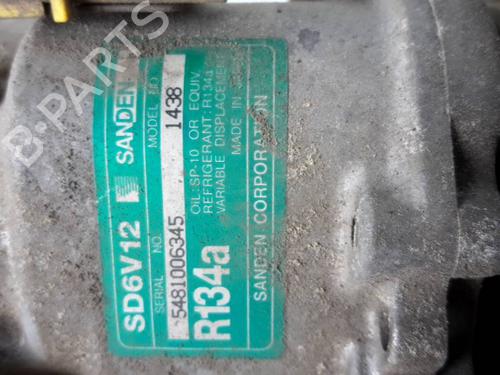 SD6V12 SANDEN
SERIAL NO. MODEL NO.
5481006345 1438
R134a
OIL: SP-10 OR EQUIV.
REFRIGERANT: R134a
VARIABLE DISPLACEMENT
MADE IN
SANDEN CORPORATION
B-PARTS